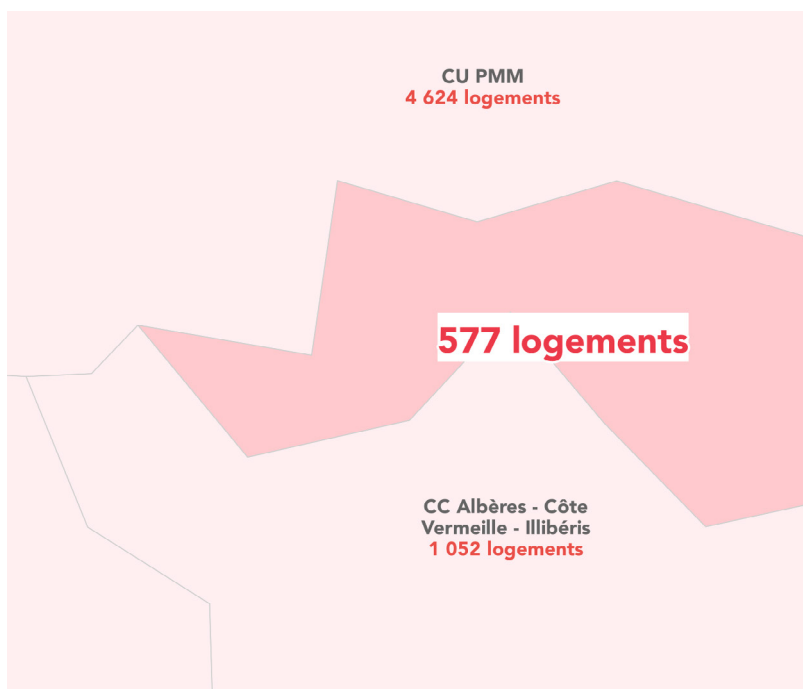 CU PMM
4 624 logements
577 logements
CC Albères - Côte
Vermeille - Illibéris
1 052 logements